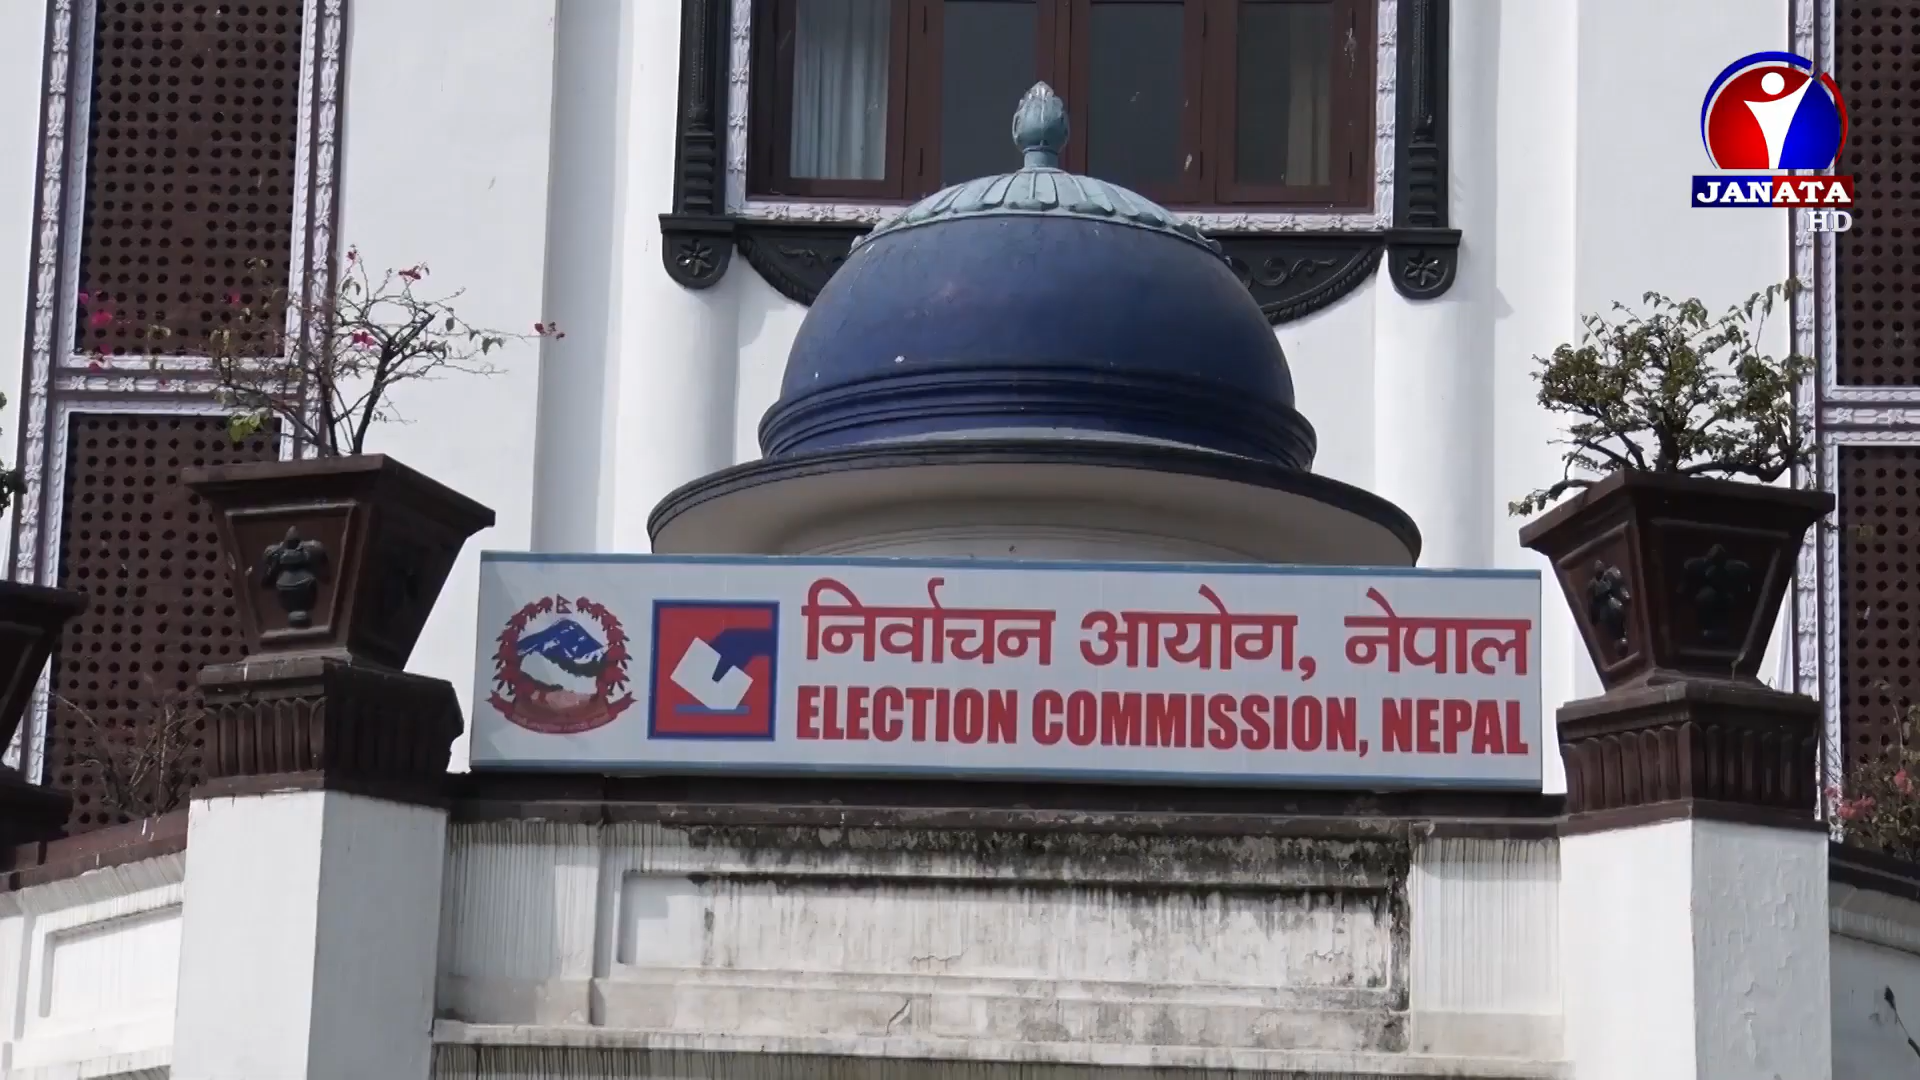 JANATA
HD
निर्वाचन आयोग, नेपाल
ELECTION COMMISSION, NEPAL